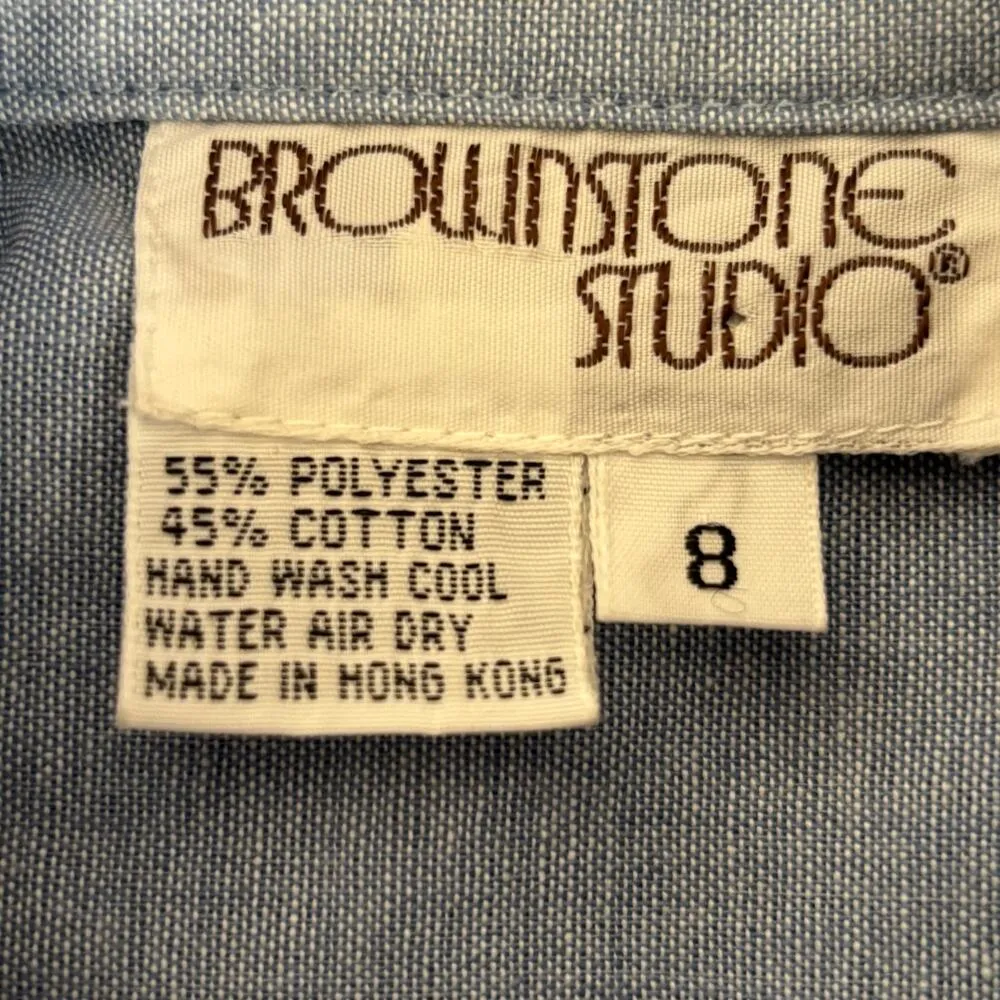 BROWNSTONE
STUDIO®
55% POLYESTER
45% COTTON
HAND WASH COOL
WATER AIR DRY
MADE IN HONG KONG
8